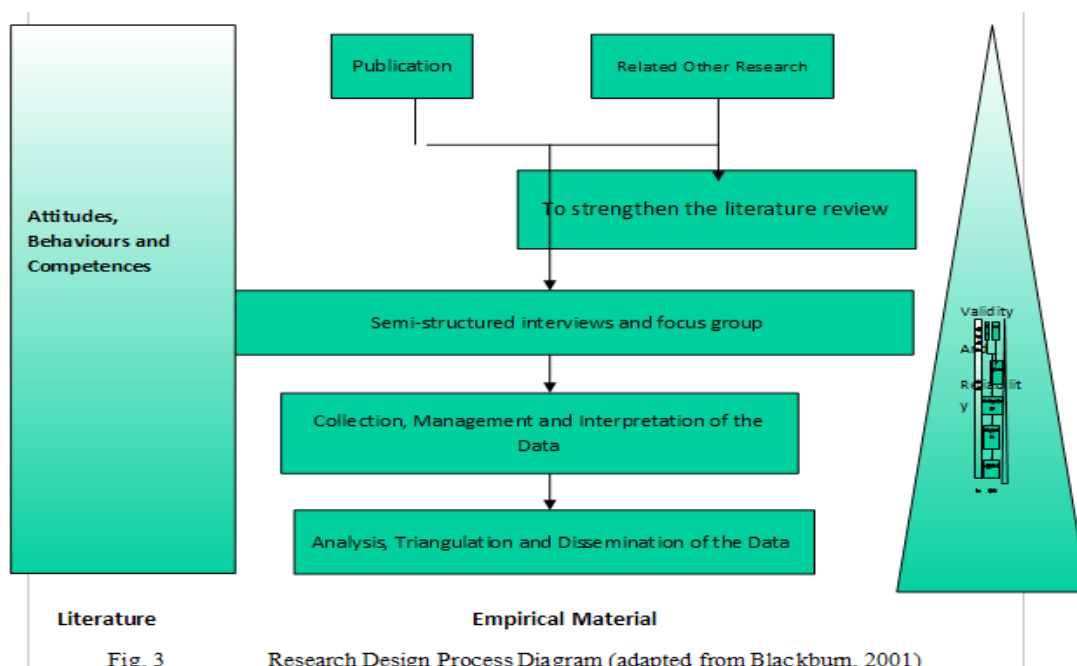 Publication
Related Other Research
To strengthen the literature review
Attitudes,
Behaviours and
Competences
Semi-structured interviews and focus group
Collection, Management and Interpretation of the
Data
Analysis, Triangulation and Dissemination of the Data
Validity
And
Reliabilit
y
Literature
Empirical Material
Fig. 3 Research Design Process Diagram (adapted from Blackburn, 2001)